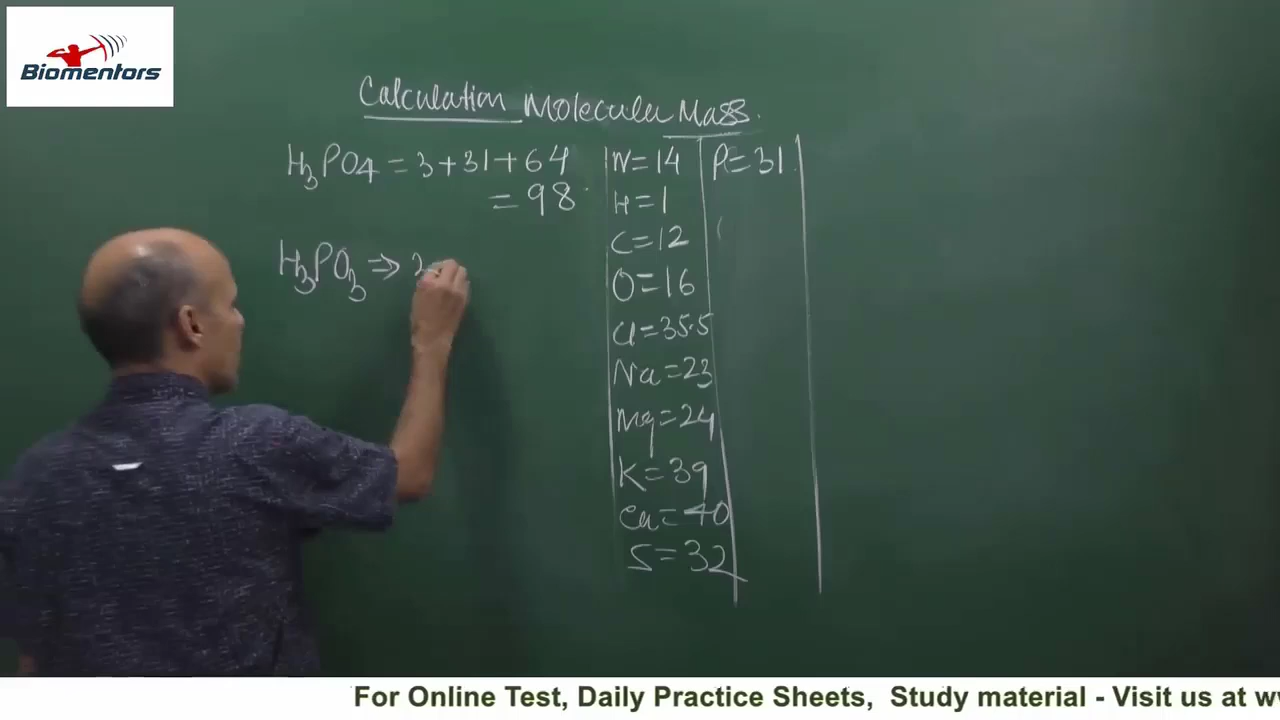 Biomentors
Calculation Molecular Mass.
H3PO4 = 3+31+64
= 98
H3PO3 ⇒ 3
N=14
H=1
C=12
O=16
Cl=35.5
Na=23
Mg=24
K=39
Ca=40
S=32
P=31
For Online Test, Daily Practice Sheets, Study material - Visit us at w